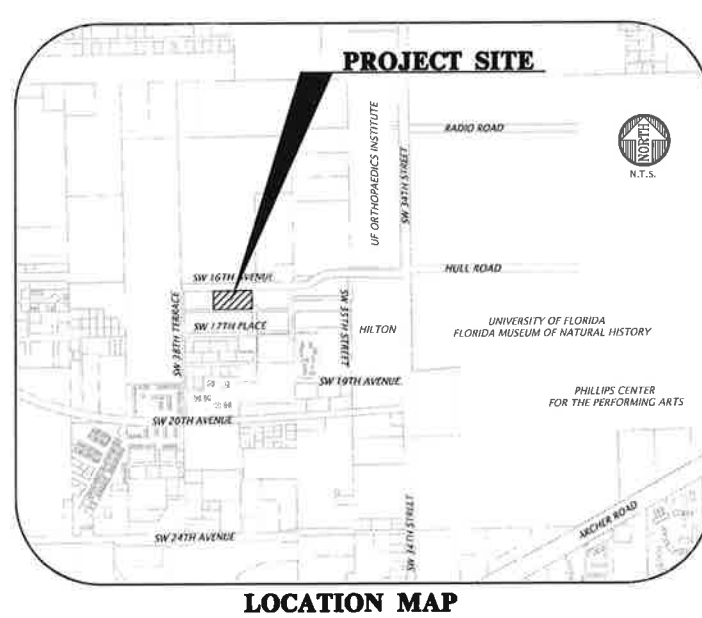 PROJECT SITE
UF ORTHOPAEDICS INSTITUTE
RADIO ROAD
NORTH
N.T.S.
SW 34TH STREET
SW 16TH AVENUE
HULL ROAD
SW 38TH TERRACE
SW 17TH PLACE
SW 35TH STREET
HILTON
UNIVERSITY OF FLORIDA
FLORIDA MUSEUM OF NATURAL HISTORY
SW 19TH AVENUE
PHILLIPS CENTER
FOR THE PERFORMING ARTS
SW 20TH AVENUE
SW 34TH STREET
ARCHER ROAD
SW 24TH AVENUE
LOCATION MAP